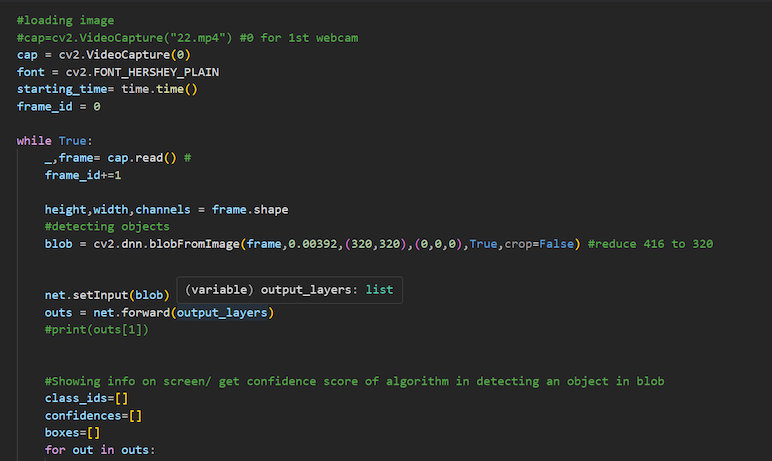 #loading image
#cap=cv2.VideoCapture("22.mp4") #0 for 1st webcam
cap = cv2.VideoCapture(0)
font = cv2.FONT_HERSHEY_PLAIN
starting_time= time.time()
frame_id = 0
while True:
_,frame= cap.read() #
frame_id+=1
height,width,channels = frame.shape
#detecting objects
blob = cv2.dnn.blobFromImage(frame,0.00392,(320,320),(0,0,0),True,crop=False) #reduce 416 to 320
(variable) output_layers: list
net.setInput(blob)
outs = net.forward(output_layers)
#print(outs[1])
#Showing info on screen/ get confidence score of algorithm in detecting an object in blob
class_ids=[]
confidences=[]
boxes=[]
for out in outs: